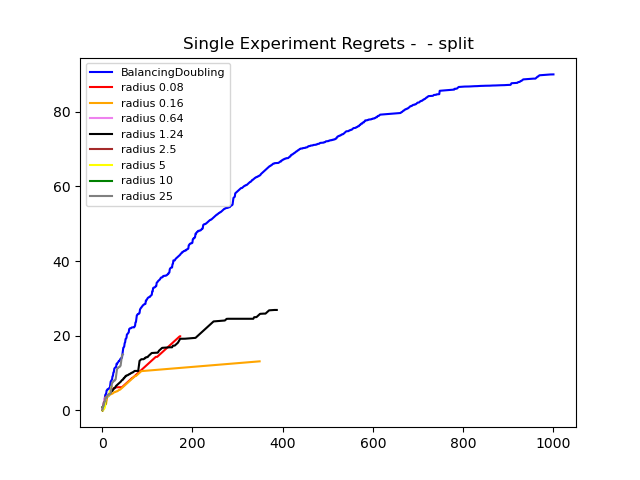 Single Experiment Regrets -  - split
BalancingDoubling
radius 0.08
radius 0.16
radius 0.64
radius 1.24
radius 2.5
radius 5
radius 10
radius 25
80
60
40
20
0
0 200 400 600 800 1000